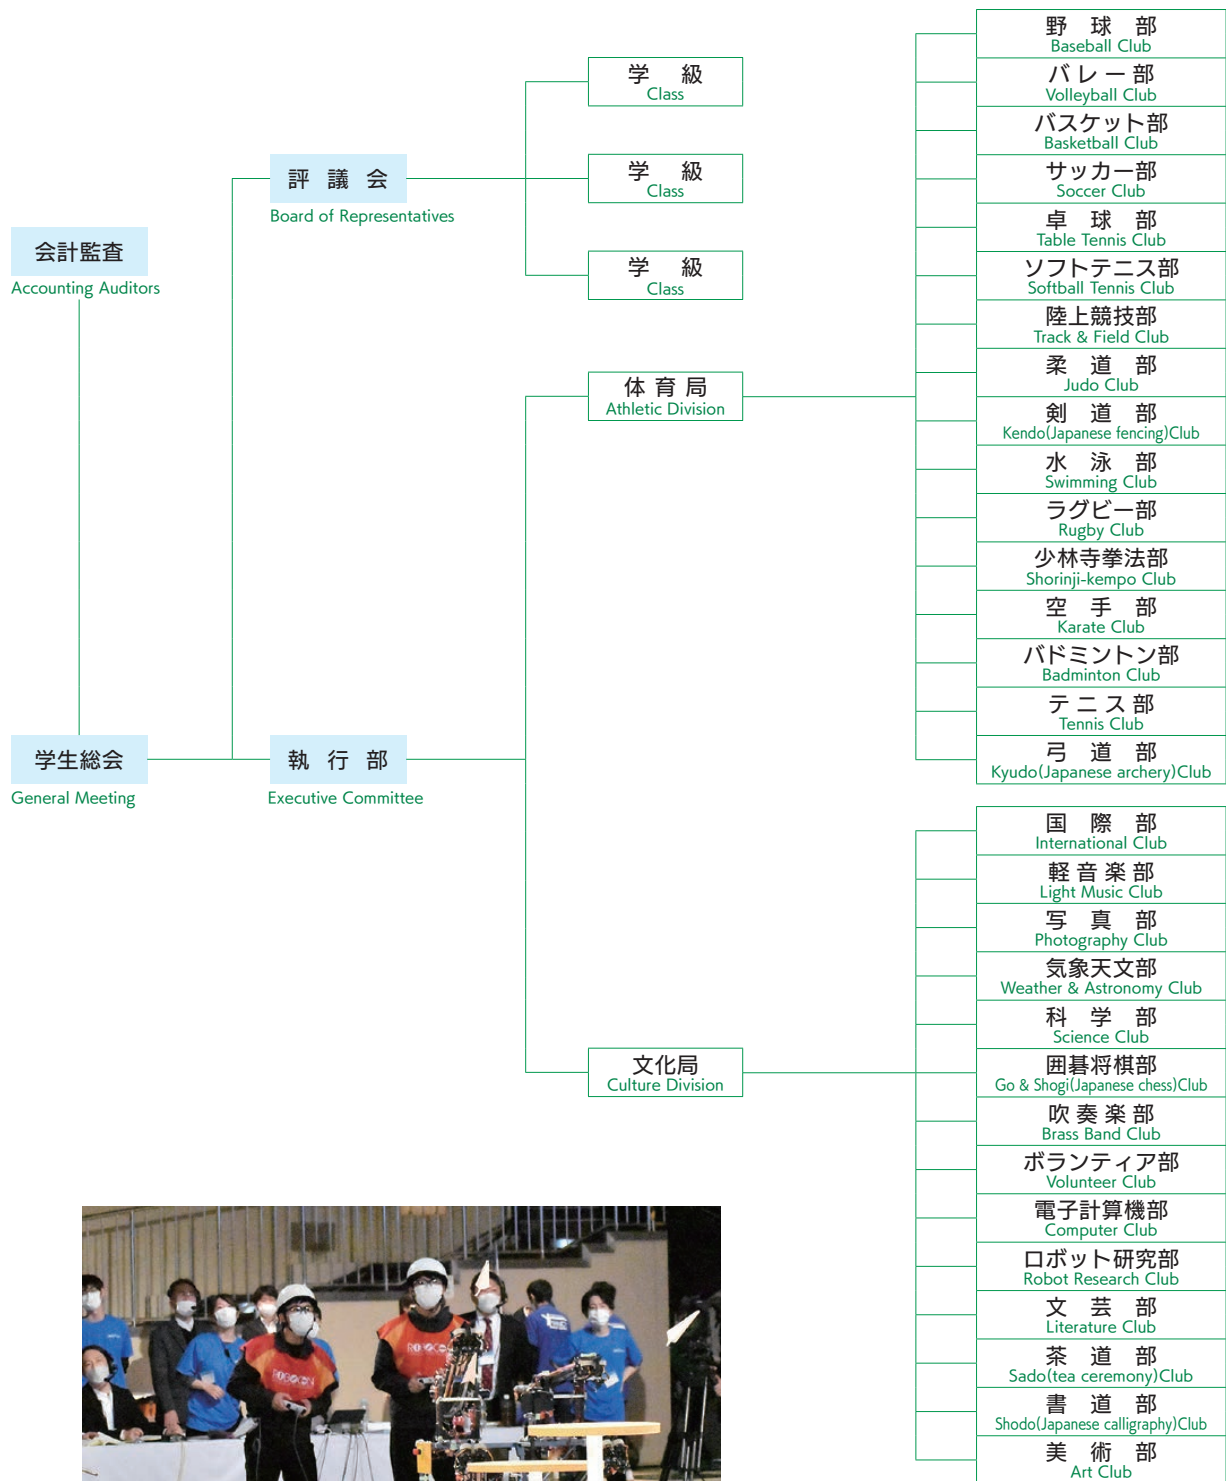 会計監査
Accounting Auditors
学生総会
General Meeting
評議会
Board of Representatives
執行部
Executive Committee
学級
Class
学級
Class
学級
Class
体育局
Athletic Division
文化局
Culture Division
野球部
Baseball Club
バレー部
Volleyball Club
バスケット部
Basketball Club
サッカー部
Soccer Club
卓球部
Table Tennis Club
ソフトテニス部
Softball Tennis Club
陸上競技部
Track & Field Club
柔道部
Judo Club
剣道部
Kendo(Japanese fencing)Club
水泳部
Swimming Club
ラグビー部
Rugby Club
少林寺拳法部
Shorinji-kempo Club
空手部
Karate Club
バドミントン部
Badminton Club
テニス部
Tennis Club
弓道部
Kyudo(Japanese archery)Club
国際部
International Club
軽音楽部
Light Music Club
写真部
Photography Club
気象天文部
Weather & Astronomy Club
科学部
Science Club
囲碁将棋部
Go & Shogi(Japanese chess)Club
吹奏楽部
Brass Band Club
ボランティア部
Volunteer Club
電子計算機部
Computer Club
ロボット研究部
Robot Research Club
文芸部
Literature Club
茶道部
Sado(tea ceremony)Club
書道部
Shodo(Japanese calligraphy)Club
美術部
Art Club